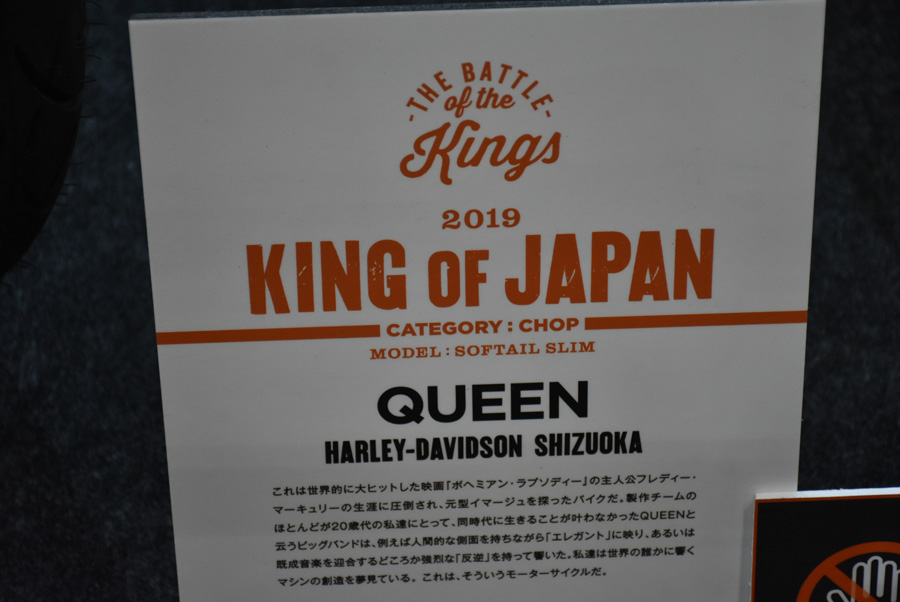 -THE BATTLE-
of the
Kings
2019
KING OF JAPAN
CATEGORY : CHOP
MODEL : SOFTAIL SLIM
QUEEN
HARLEY-DAVIDSON SHIZUOKA
これは世界的に大ヒットした映画「ボヘミアン・ラプソディー」の主人公フレディー・
マーキュリーの生涯に圧倒され、元型イマージュを探ったバイクだ。製作チームの
ほとんどが20歳代の私達にとって、同時代に生きることが叶わなかったQUEENと
云うビッグバンドは、例えば人間的な側面を持ちながら「エレガント」に映り、あるいは
既成音楽を迎合するどころか強烈な「反逆」を持って響いた。私達は世界の誰かに響く
マシンの創造を夢見ている。これは、そういうモーターサイクルだ。